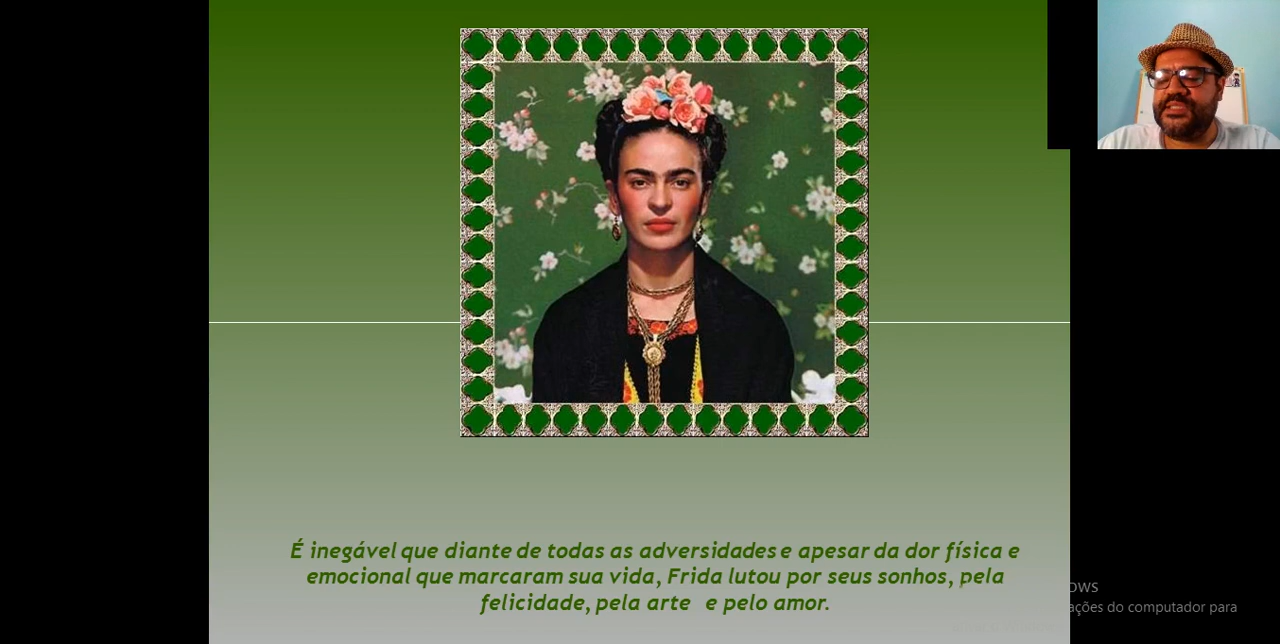 É inegável que diante de todas as adversidades e apesar da dor física e
emocional que marcaram sua vida, Frida lutou por seus sonhos, pela
felicidade, pela arte e pelo amor.
ows
ações do computador para